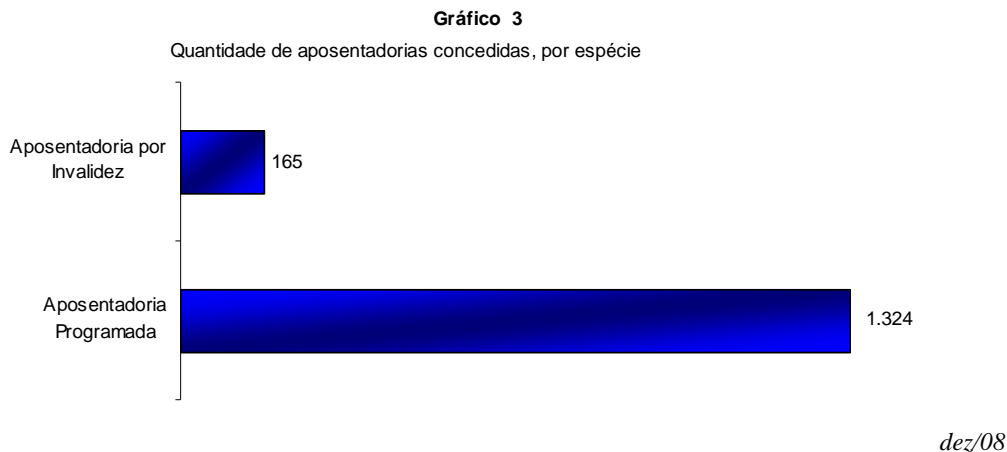 Gráfico 3
Quantidade de aposentadorias concedidas, por espécie
Aposentadoria por
Invalidez
165
Aposentadoria
Programada
1.324
dez/08